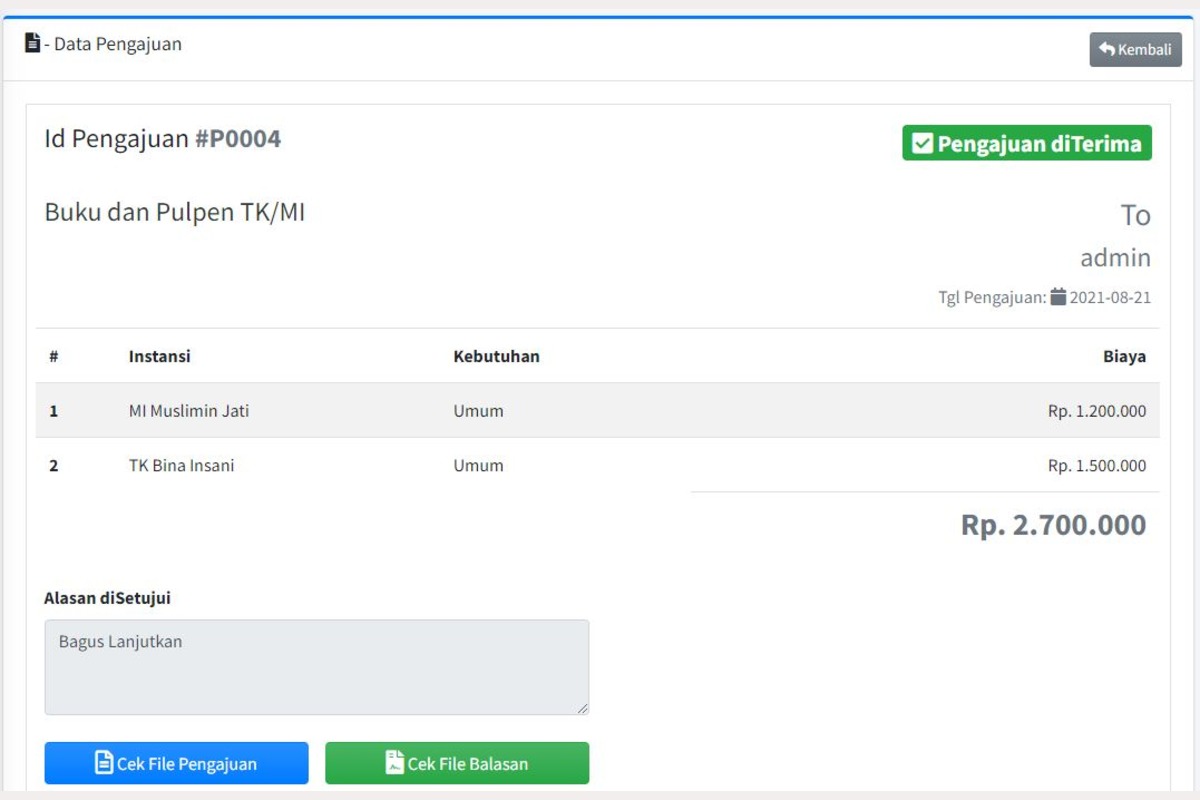 - Data Pengajuan
Kembali
Id Pengajuan #P0004
Pengajuan diTerima
Buku dan Pulpen TK/MI
To
admin
Tgl Pengajuan: 2021-08-21
# Instansi Kebutuhan Biaya
1 MI Muslimin Jati Umum Rp. 1.200.000
2 TK Bina Insani Umum Rp. 1.500.000
Rp. 2.700.000
Alasan diSetujui
Bagus Lanjutkan
Cek File Pengajuan Cek File Balasan